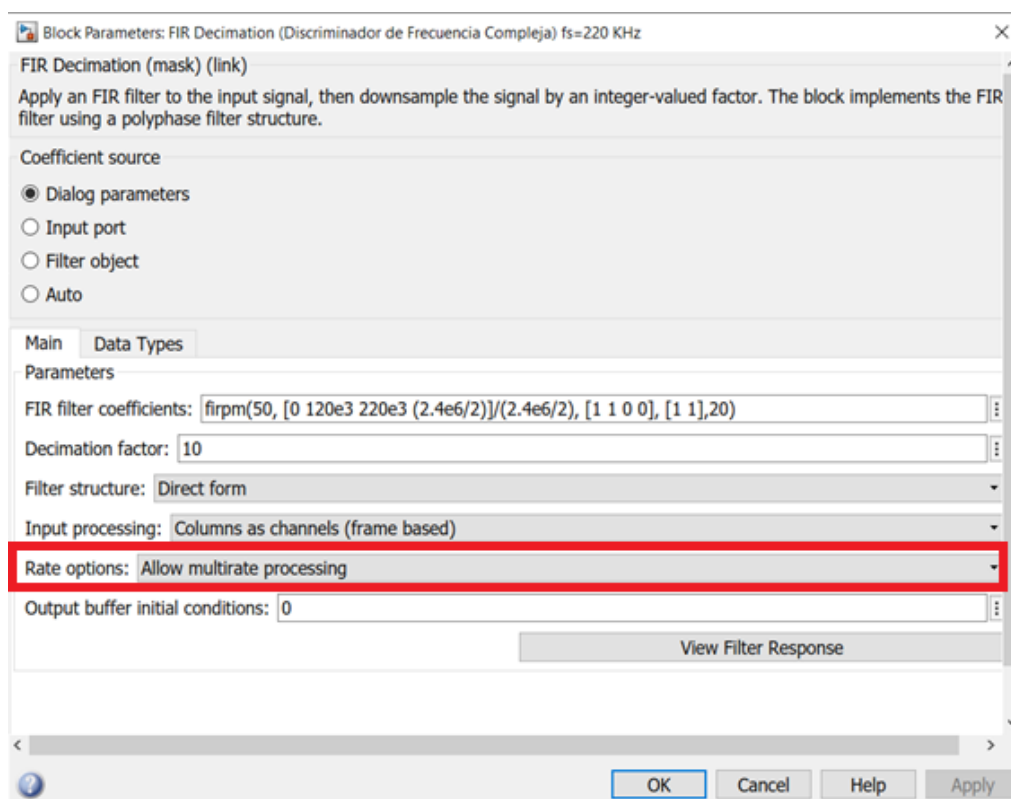 Block Parameters: FIR Decimation (Discriminador de Frecuencia Compleja) fs=220 KHz
FIR Decimation (mask) (link)
Apply an FIR filter to the input signal, then downsample the signal by an integer-valued factor. The block implements the FIR
filter using a polyphase filter structure.
Coefficient source
Dialog parameters
Input port
Filter object
Auto
Main Data Types
Parameters
FIR filter coefficients: firpm(50, [0 120e3 220e3 (2.4e6/2)]/(2.4e6/2), [1 1 0 0], [1 1],20)
Decimation factor: 10
Filter structure: Direct form
Input processing: Columns as channels (frame based)
Rate options: Allow multirate processing
Output buffer initial conditions: 0
View Filter Response
OK Cancel Help Apply